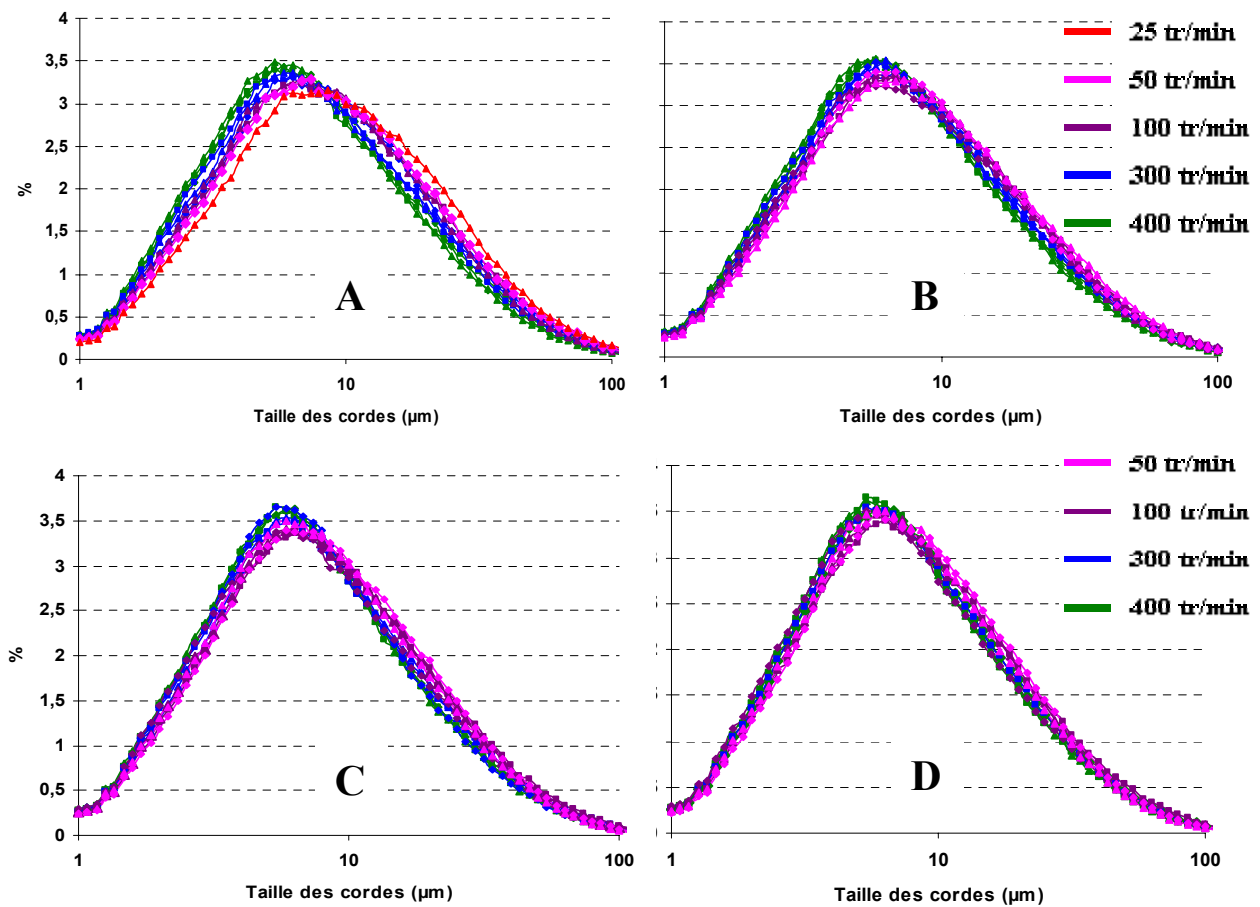 4
3,5
3
2,5
2
1,5
1
0,5
0
%
1 10 100
Taille des cordes (µm)
A
1 10 100
Taille des cordes (µm)
B
25 tr/min
50 tr/min
100 tr/min
300 tr/min
400 tr/min
4
3,5
3
2,5
2
1,5
1
0,5
0
%
1 10 100
Taille des cordes (µm)
C
1 10 100
Taille des cordes (µm)
D
50 tr/min
100 tr/min
300 tr/min
400 tr/min